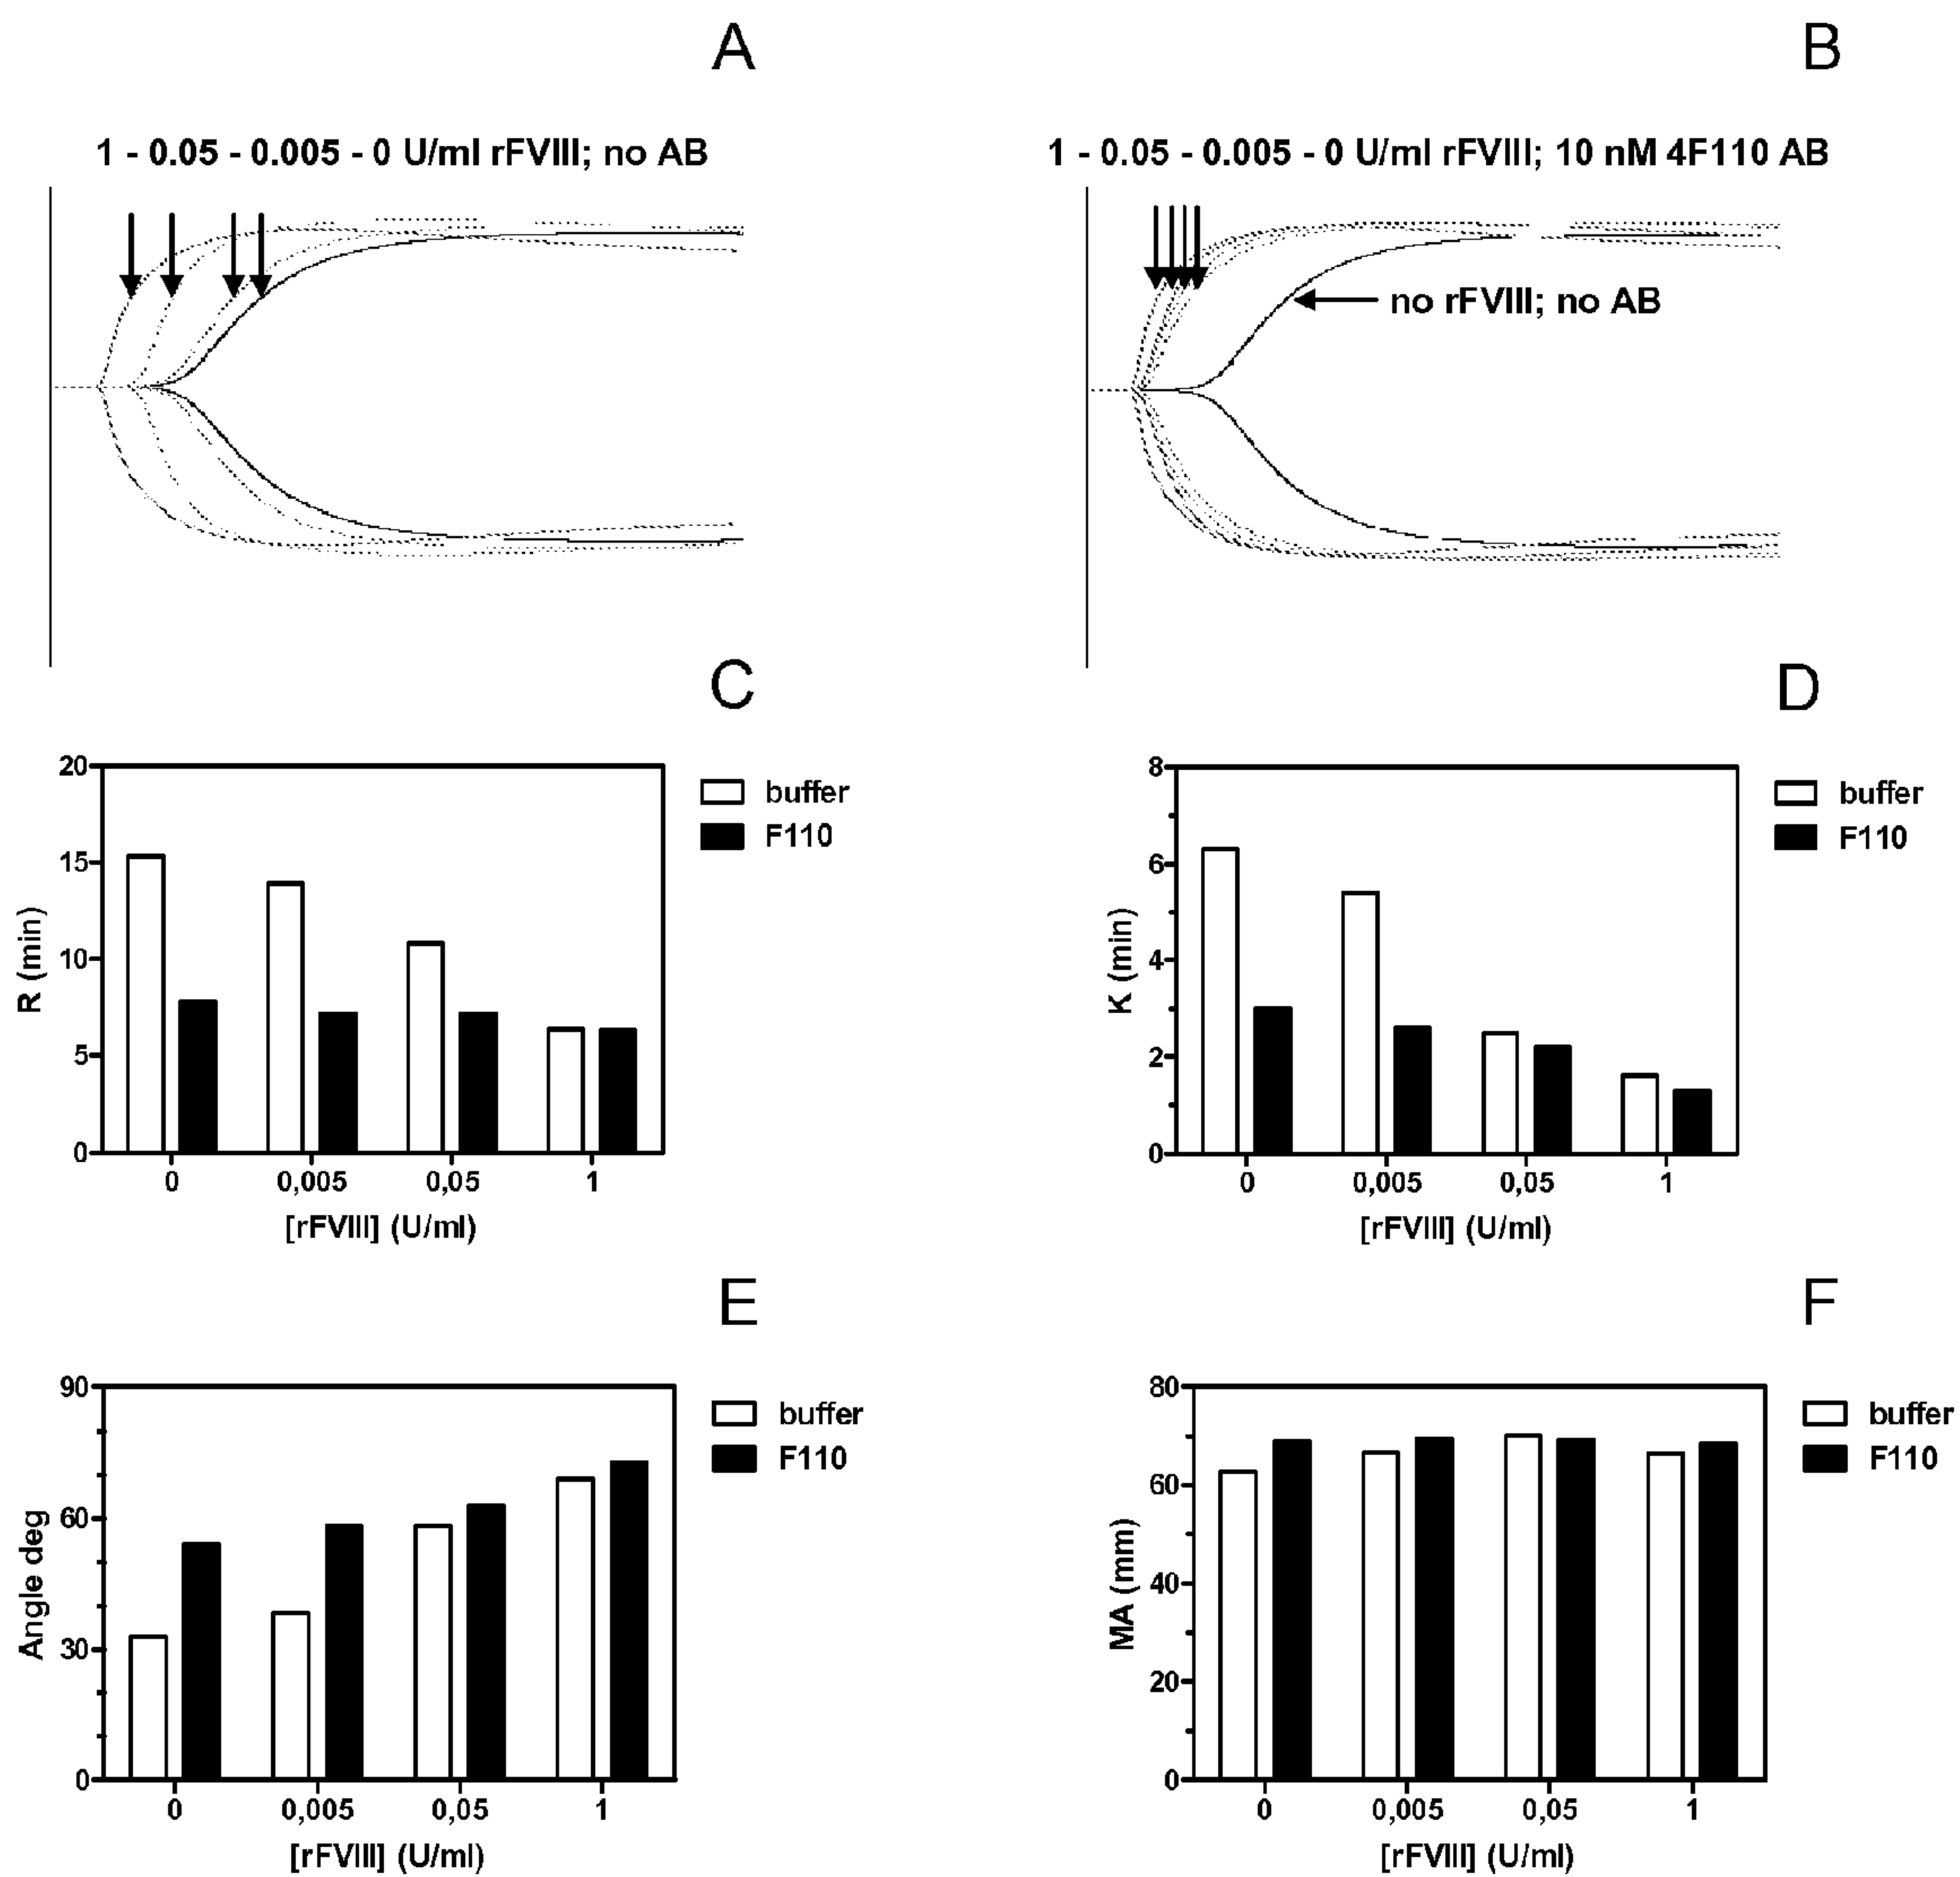 A
B
1 - 0.05 - 0.005 - 0 U/ml rFVIII; no AB
1 - 0.05 - 0.005 - 0 U/ml rFVIII; 10 nM 4F110 AB
no rFVIII; no AB
C
20
15
10
5
0
R (min)
0
0,005
0,05
1
[rFVIII] (U/ml)
buffer
F110
D
8
6
4
2
0
K (min)
0
0,005
0,05
1
[rFVIII] (U/ml)
buffer
F110
E
90
60
30
0
Angle deg
0
0,005
0,05
1
[rFVIII] (U/ml)
buffer
F110
F
80
60
40
20
0
MA (mm)
0
0,005
0,05
1
[rFVIII] (U/ml)
buffer
F110